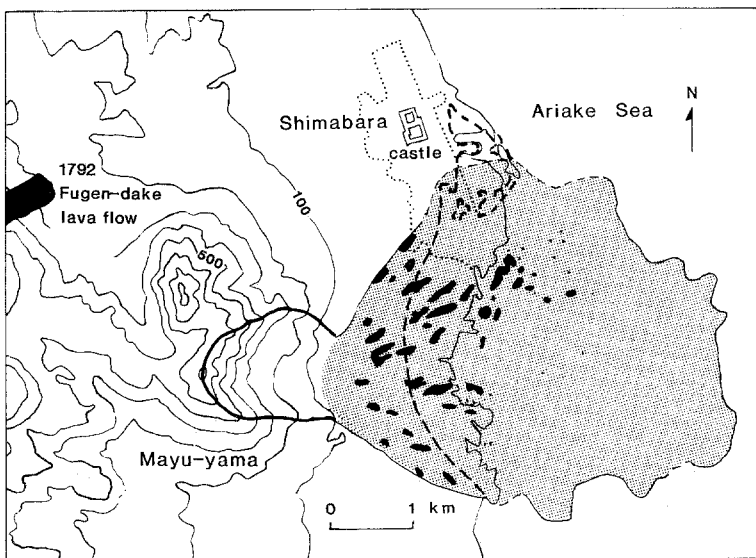 N
Shimabara
Ariake Sea
castle
1792
Fugen-dake
lava flow
100
500
Mayu-yama
0 1 km